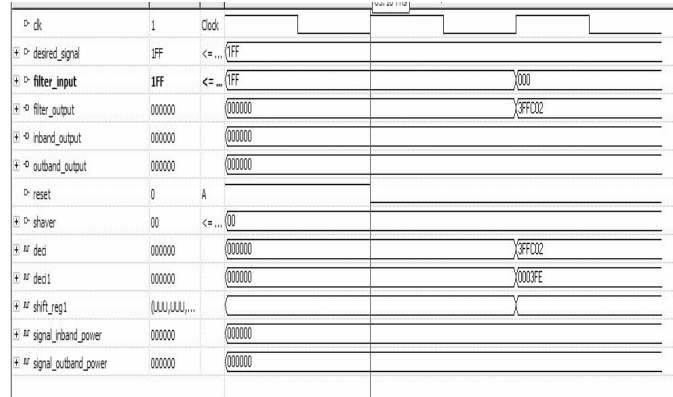 clk 1 Clock
desired_signal 1FF <= ... (1FF
filter_input 1FF <= ... (1FF 000
filter_output 000000 (000000 3FFC02
inband_output 000000 (000000
outband_output 000000 (000000
reset 0 A
shaver 00 <= ... (00
deci 000000 (000000 3FFC02
deci1 000000 (000000 0003FE
shift_reg1 (UUU,UUU,...
signal_inband_power 000000 (000000
signal_outband_power 000000 (000000